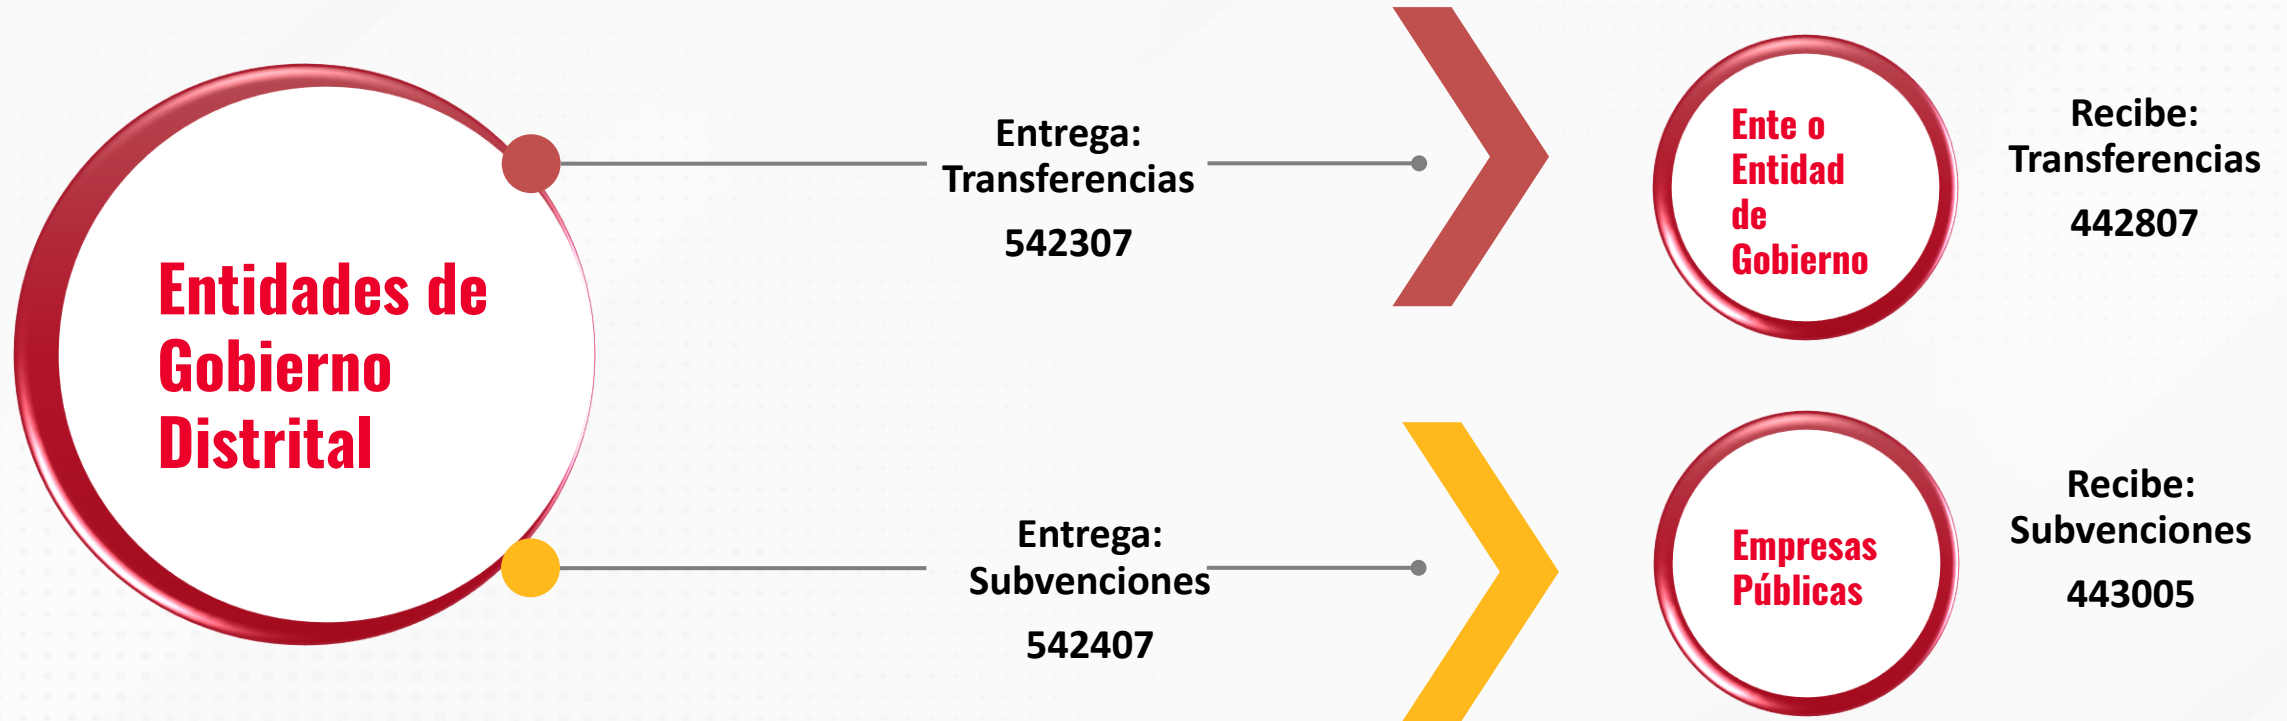 Entidades de
Gobierno
Distrital
Entrega:
Transferencias
542307
Ente o
Entidad
de
Gobierno
Recibe:
Transferencias
442807
Entrega:
Subvenciones
542407
Empresas
Públicas
Recibe:
Subvenciones
443005